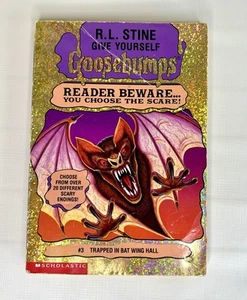 R.L. STINE
GIVE YOURSELF
Goosebumps
READER BEWARE...
YOU CHOOSE THE SCARE!
CHOOSE
FROM OVER
20 DIFFERENT
SCARY
ENDINGS!
#3 TRAPPED IN BAT WING HALL
SCHOLASTIC